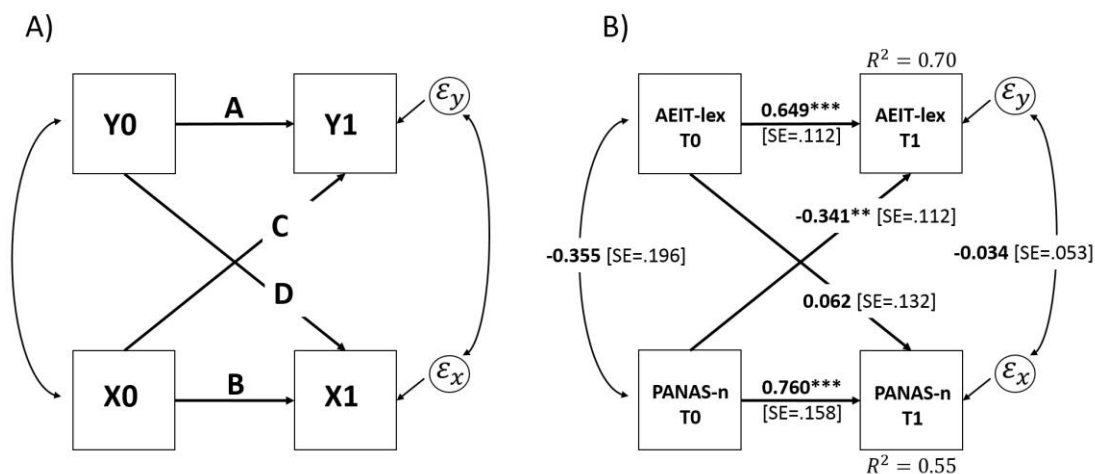 A)
Y0
A
Y1
εy
C
D
X0
B
X1
εx
B)
R² = 0.70
AEIT-lex
T0
0.649***
[SE=.112]
AEIT-lex
T1
εy
-0.341** [SE=.112]
-0.355 [SE=.196]
-0.034 [SE=.053]
0.062 [SE=.132]
PANAS-n
T0
0.760***
[SE=.158]
PANAS-n
T1
εx
R² = 0.55